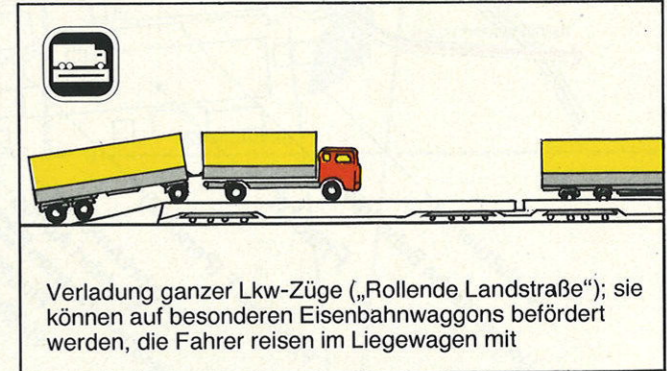 Verladung ganzer Lkw-Züge („Rollende Landstraße“); sie
können auf besonderen Eisenbahnwaggons befördert
werden, die Fahrer reisen im Liegewagen mit